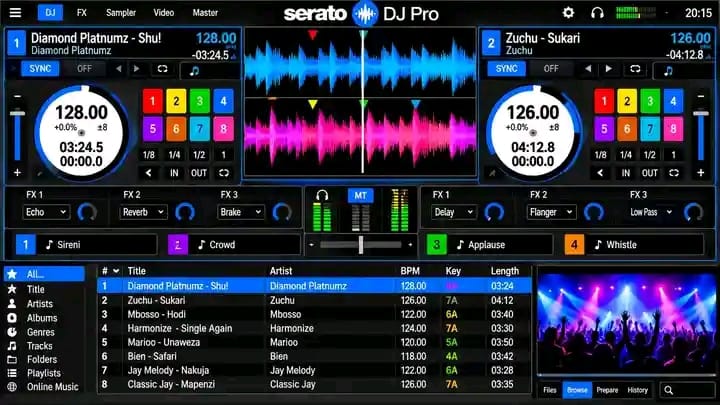 DJ FX Sampler Video Master serato DJ Pro 20:15
1 Diamond Platnumz - Shu! 128.00
Diamond Platnumz -03:24.5
SYNC OFF
128.00
+0.0% ±8
03:24.5
00:00.0
1 2 3 4
5 6 7 8
1/8 1/4 1/2 1
IN OUT
2 Zuchu - Sukari 126.00
Zuchu -04:12.8
SYNC OFF
126.00
+0.0% ±8
04:12.8
00:00.0
1 2 3 4
5 6 7 8
1/8 1/4 1/2 1
IN OUT
FX 1 FX 2 FX 3
Echo Reverb Brake
MT
FX 1 FX 2 FX 3
Delay Flanger Low Pass
1 Sireni 2 Crowd
3 Applause 4 Whistle
All...
Title
Artists
Albums
Genres
Tracks
Folders
Playlists
Online Music
# Title Artist BPM Key Length
1 Diamond Platnumz - Shu! Diamond Platnumz 128.00 03:24
2 Zuchu - Sukari Zuchu 126.00 7A 04:12
3 Mbosso - Hodi Mbosso 122.00 6A 03:40
4 Harmonize - Single Again Harmonize 124.00 7A 03:30
5 Marioo - Unaweza Marioo 120.00 5A 03:50
6 Bien - Safari Bien 118.00 4A 03:42
7 Jay Melody - Nakuja Jay Melody 122.00 6A 03:28
8 Classic Jay - Mapenzi Classic Jay 126.00 7A 03:35
Files Browse Prepare History